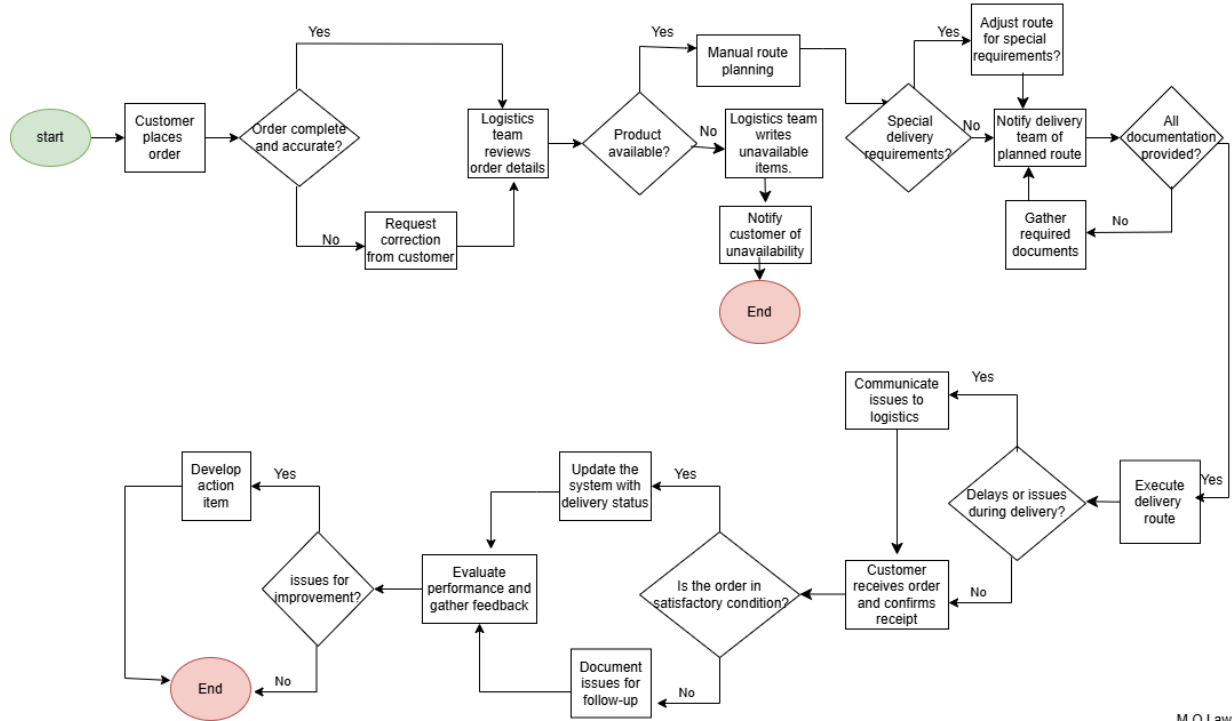 start
Customer
places
order
Order complete
and accurate?
Yes
No
Request
correction
from customer
Logistics
team
reviews
order details
Product
available?
Yes
Manual route
planning
No
Logistics team
writes
unavailable
items.
Notify
customer of
unavailability
End
Special
delivery
requirements?
Yes
Adjust route
for special
requirements?
No
Notify delivery
team of
planned route
All
documentation
provided?
No
Gather
required
documents
Yes
Execute
delivery
route
Delays or issues
during delivery?
Yes
Communicate
issues to
logistics
No
Customer
receives order
and confirms
receipt
Is the order in
satisfactory condition?
Yes
Update the
system with
delivery status
No
Document
issues for
follow-up
Evaluate
performance and
gather feedback
issues for
improvement?
Yes
Develop
action
item
No
End
M.O.Law